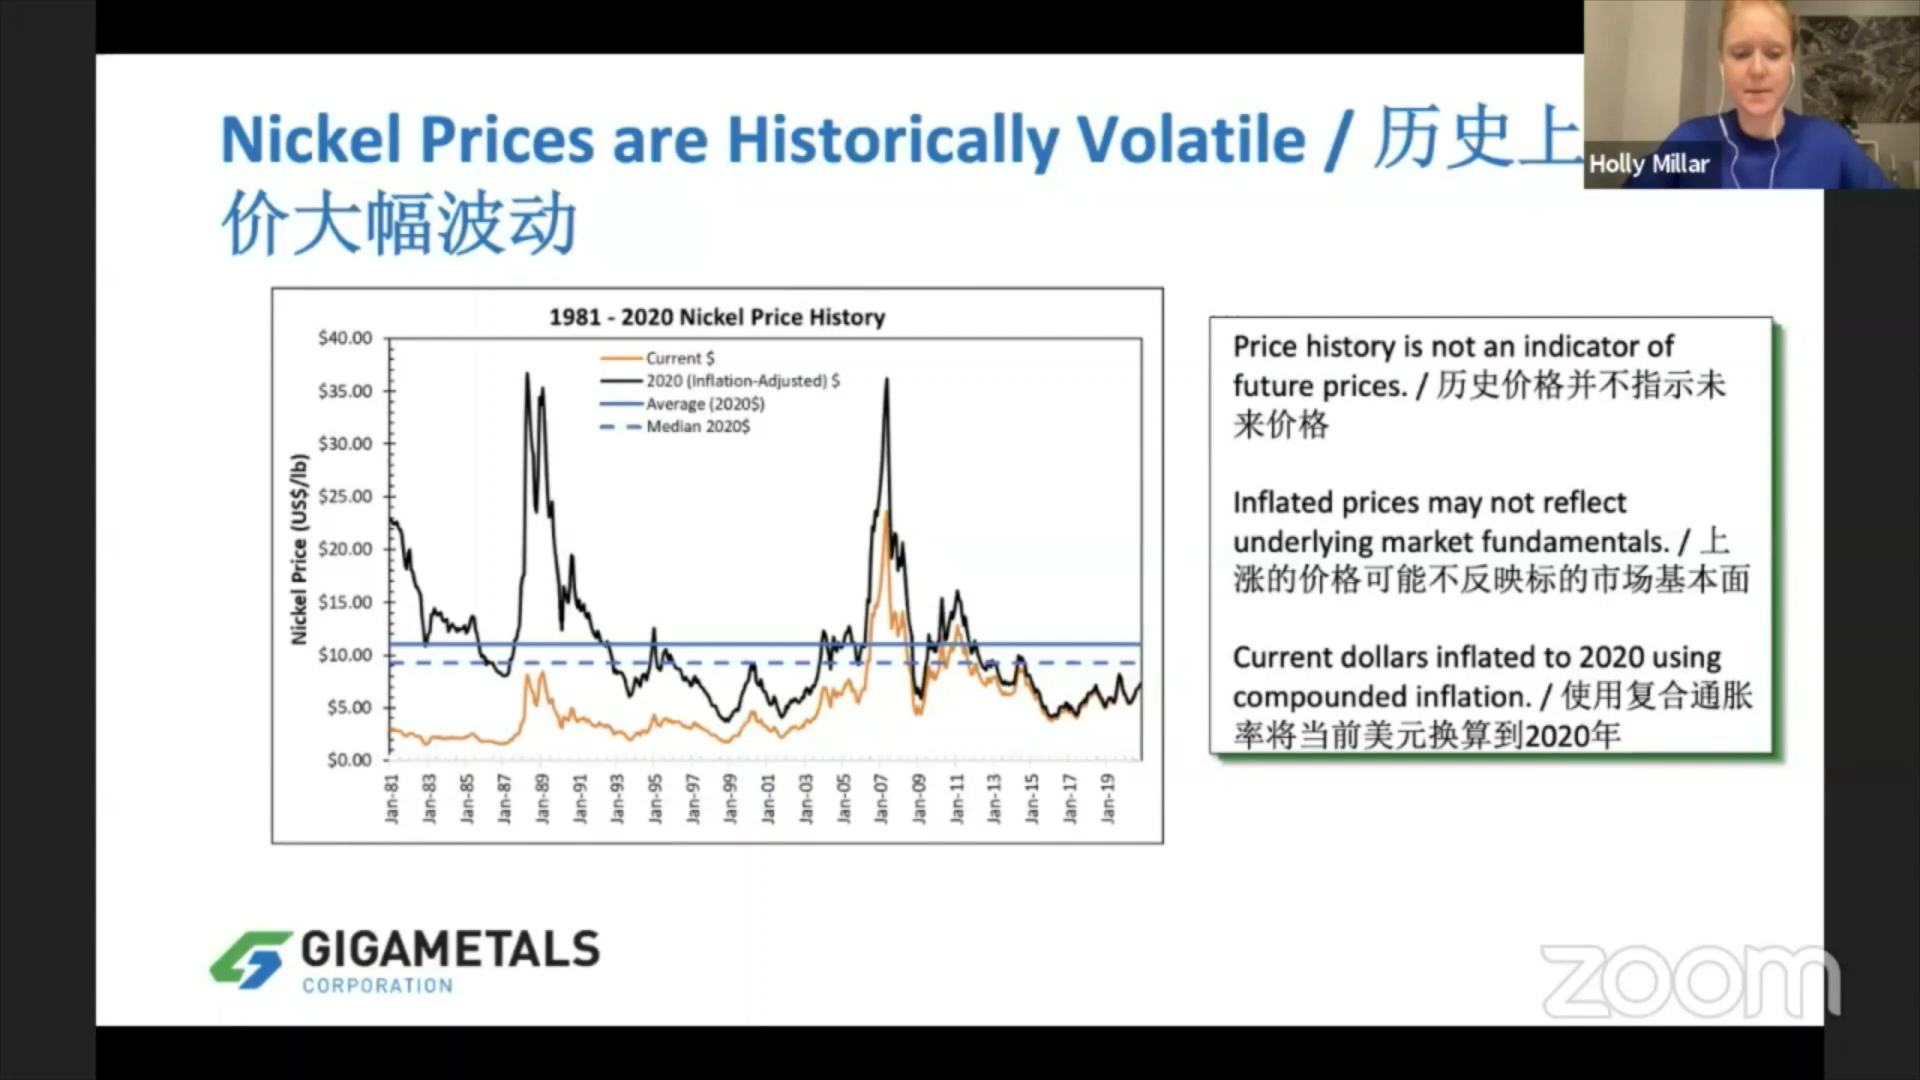 Nickel Prices are Historically Volatile / 历史上
价大幅波动
Holly Millar
1981 - 2020 Nickel Price History
$40.00
$35.00
$30.00
$25.00
$20.00
$15.00
$10.00
$5.00
$0.00
Nickel Price (US$/lb)
Current $
2020 (Inflation-Adjusted) $
Average (2020$)
Median 2020$
Jan-81
Jan-83
Jan-85
Jan-87
Jan-89
Jan-91
Jan-93
Jan-95
Jan-97
Jan-99
Jan-01
Jan-03
Jan-05
Jan-07
Jan-09
Jan-11
Jan-13
Jan-15
Jan-17
Jan-19
Price history is not an indicator of
future prices. / 历史价格并不指示未
来价格
Inflated prices may not reflect
underlying market fundamentals. / 上
涨的价格可能不反映标的市场基本面
Current dollars inflated to 2020 using
compounded inflation. / 使用复合通胀
率将当前美元换算到2020年
GIGAMETALS
CORPORATION
zoom